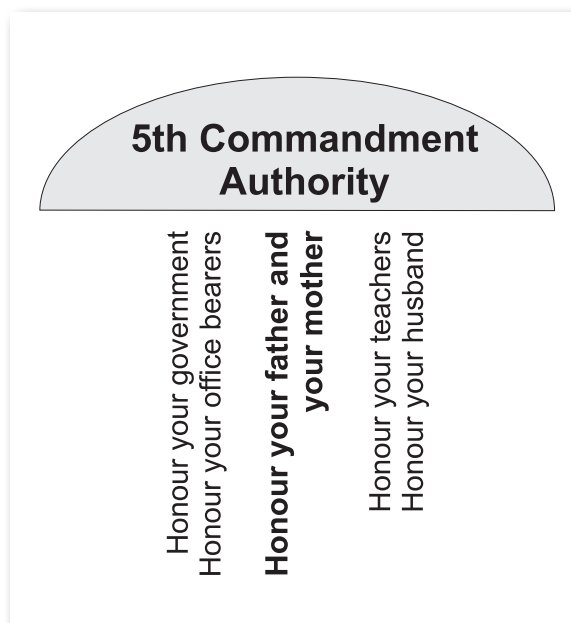 5th Commandment
Authority
Honour your government
Honour your office bearers
Honour your father and
your mother
Honour your teachers
Honour your husband